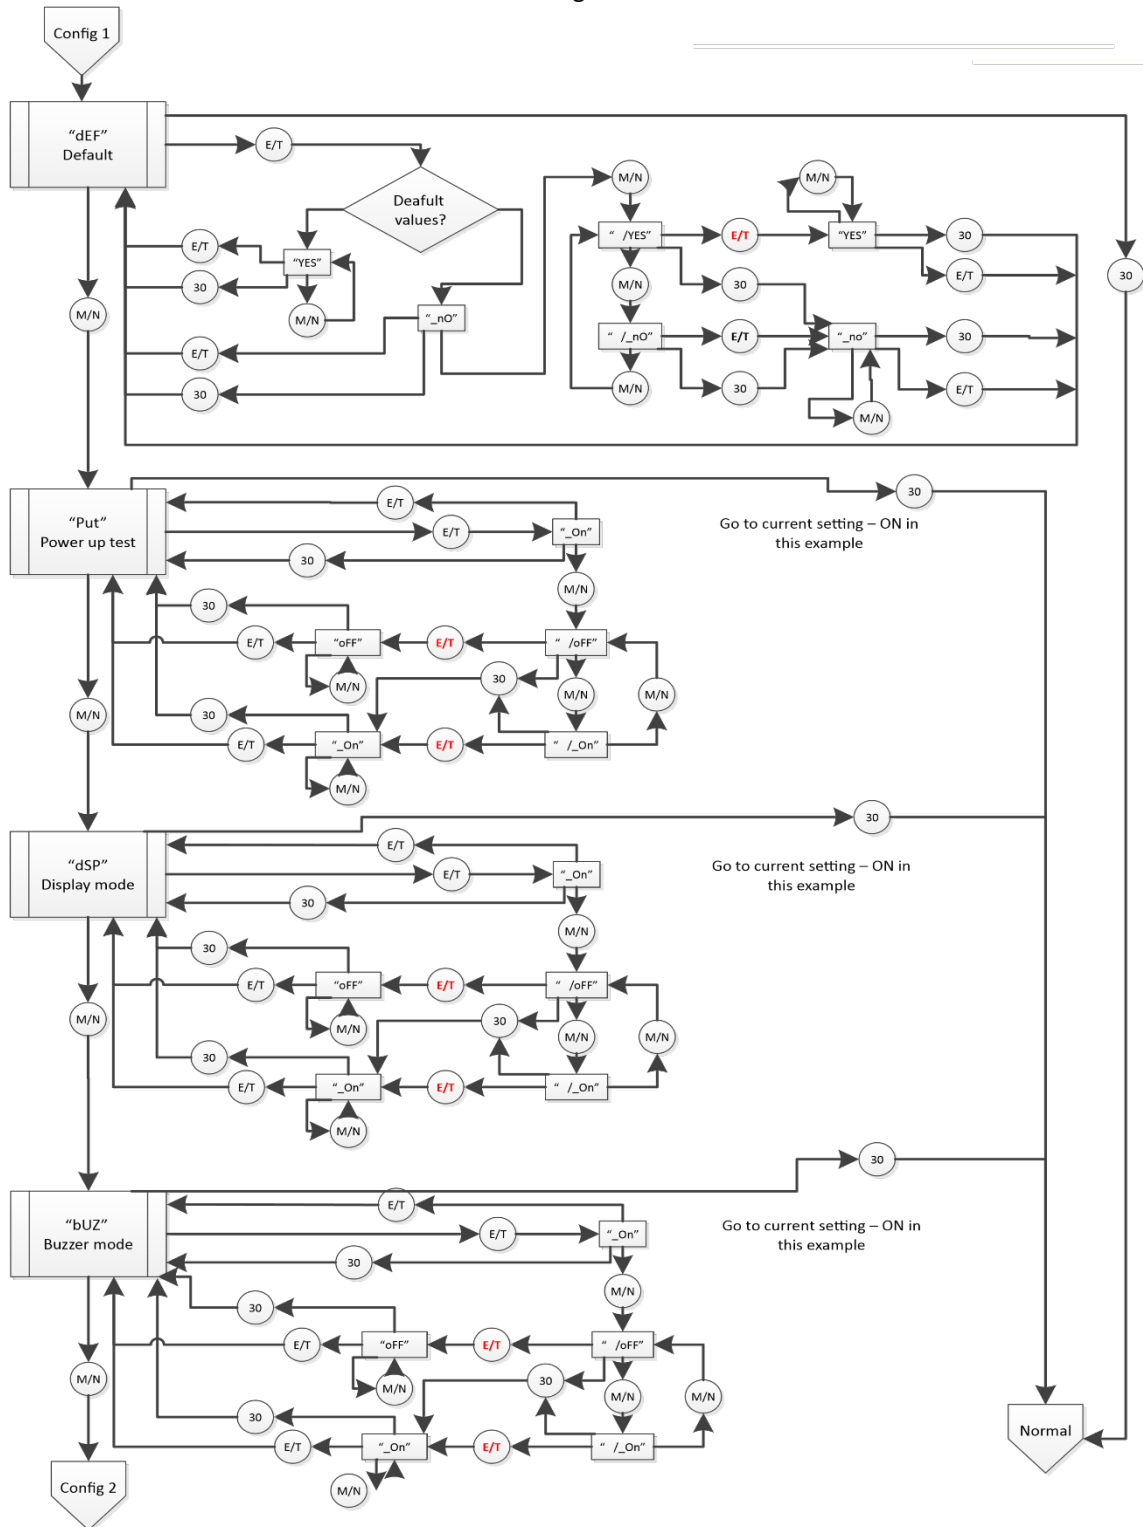 g
Config 1
"dEF"
Default
E/T
Deafult
values?
M/N
M/N
E/T
"YES"
" /YES"
E/T
"YES"
30
E/T
30
30
M/N
30
M/N
M/N
"_nO"
" /_nO"
E/T
"_no"
30
E/T
30
M/N
30
E/T
M/N
"Put"
Power up test
E/T
30
E/T
"_On"
Go to current setting – ON in
this example
30
M/N
30
E/T
"oFF"
E/T
" /oFF"
30
M/N
M/N
M/N
M/N
30
E/T
"_On"
E/T
" /_On"
M/N
30
"dSP"
Display mode
E/T
E/T
"_On"
Go to current setting – ON in
this example
30
M/N
30
E/T
"oFF"
E/T
" /oFF"
M/N
30
M/N
M/N
M/N
30
E/T
"_On"
E/T
" /_On"
M/N
30
"bUZ"
Buzzer mode
E/T
E/T
"_On"
Go to current setting – ON in
this example
30
M/N
30
E/T
"oFF"
E/T
" /oFF"
M/N
M/N
30
M/N
M/N
30
E/T
"_On"
E/T
" /_On"
Normal
Config 2
M/N